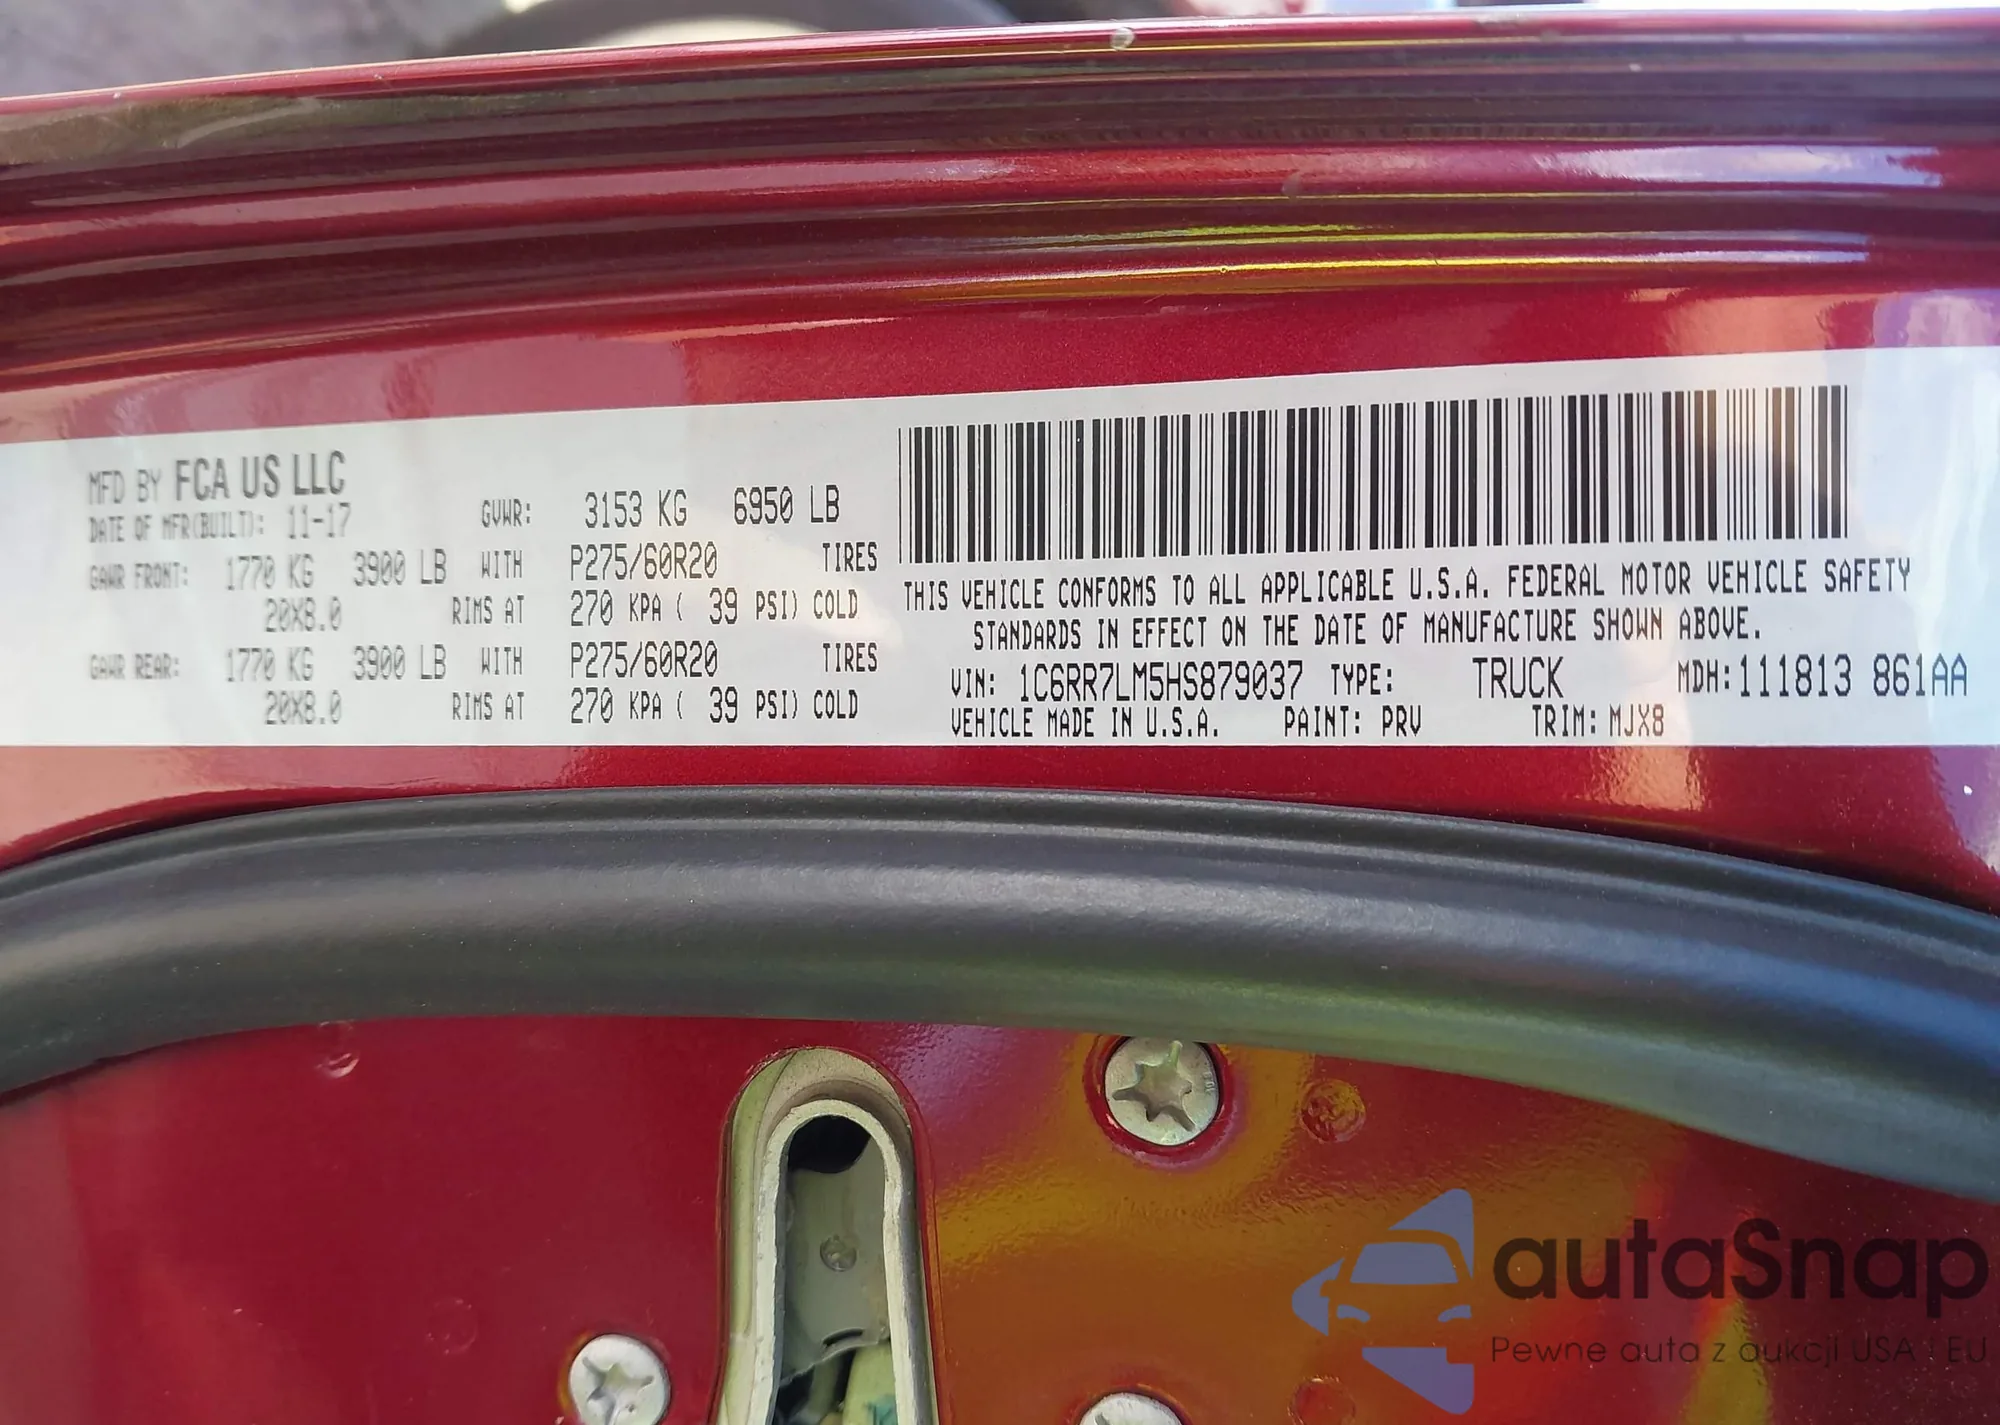 MFD BY FCA US LLC
DATE OF MFR(BUILT): 11-17 GVWR: 3153 KG 6950 LB
GAWR FRONT: 1770 KG 3900 LB WITH P275/60R20 TIRES
20X8.0 RIMS AT 270 KPA ( 39 PSI) COLD
GAWR REAR: 1770 KG 3900 LB WITH P275/60R20 TIRES
20X8.0 RIMS AT 270 KPA ( 39 PSI) COLD
THIS VEHICLE CONFORMS TO ALL APPLICABLE U.S.A. FEDERAL MOTOR VEHICLE SAFETY
STANDARDS IN EFFECT ON THE DATE OF MANUFACTURE SHOWN ABOVE.
VIN: 1C6RR7LM5HS879037 TYPE: TRUCK MDH:111813 861AA
VEHICLE MADE IN U.S.A. PAINT: PRV TRIM: MJX8
autaSnap
Pewne auta z aukcji USA i EU